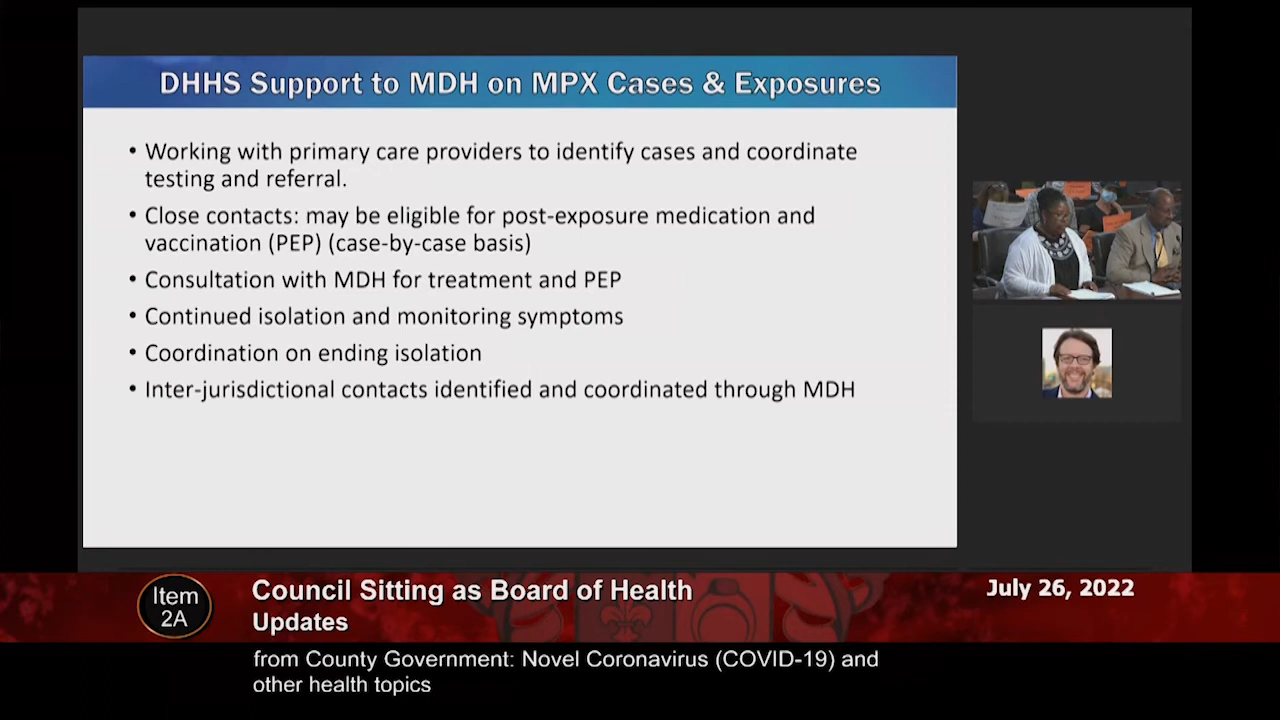 DHHS Support to MDH on MPX Cases & Exposures
• Working with primary care providers to identify cases and coordinate
testing and referral.
• Close contacts: may be eligible for post-exposure medication and
vaccination (PEP) (case-by-case basis)
• Consultation with MDH for treatment and PEP
• Continued isolation and monitoring symptoms
• Coordination on ending isolation
• Inter-jurisdictional contacts identified and coordinated through MDH
Item
2A
Council Sitting as Board of Health
Updates
July 26, 2022
from County Government: Novel Coronavirus (COVID-19) and
other health topics